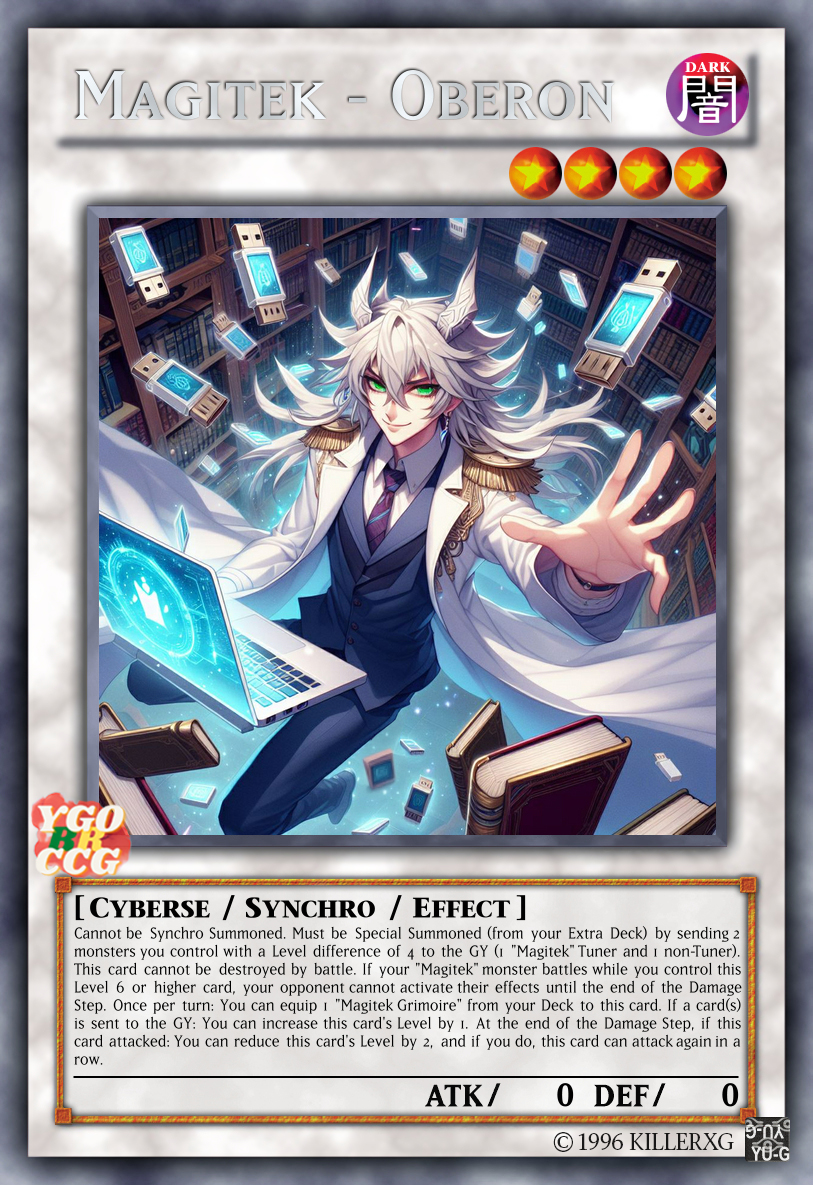 Magitek - Oberon
DARK
闇
YGO
BR
CCG
[ Cyberse / Synchro / Effect ]
Cannot be Synchro Summoned. Must be Special Summoned (from your Extra Deck) by sending 2
monsters you control with a Level difference of 4 to the GY (1 "Magitek" Tuner and 1 non-Tuner).
This card cannot be destroyed by battle. If your "Magitek" monster battles while you control this
Level 6 or higher card, your opponent cannot activate their effects until the end of the Damage
Step. Once per turn: You can equip 1 "Magitek Grimoire" from your Deck to this card. If a card(s)
is sent to the GY: You can increase this card's Level by 1. At the end of the Damage Step, if this
card attacked: You can reduce this card's Level by 2, and if you do, this card can attack again in a
row.
ATK/ 0 DEF/ 0
© 1996 KILLERXG
YU-G